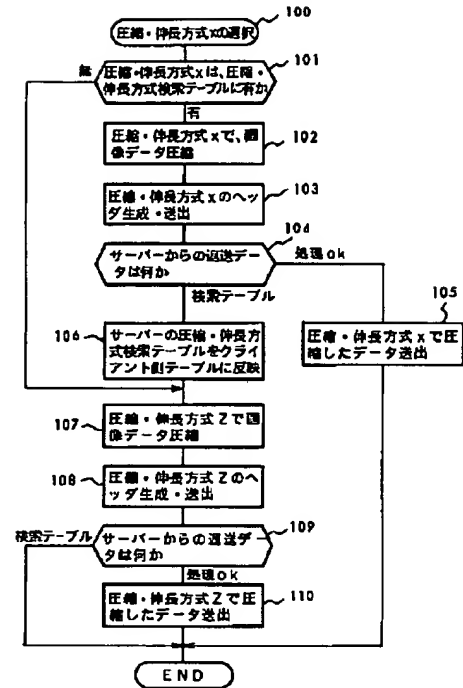 100
圧縮・伸長方式xの選択
101
無
圧縮・伸長方式xは、圧縮・
伸長方式検索テーブルに有か
有
102
圧縮・伸長方式xで、画
像データ圧縮
103
圧縮・伸長方式xのヘッ
ダ生成・送出
104
サーバーからの返送デー
タは何か
処理ok
検索テーブル
105
圧縮・伸長方式xで圧
縮したデータ送出
106
サーバーの圧縮・伸長方
式検索テーブルをクライ
アント側テーブルに反映
107
圧縮・伸長方式Zで画
像データ圧縮
108
圧縮・伸長方式Zのヘ
ッダ生成・送出
検索テーブル
109
サーバーからの返送デー
タは何か
処理ok
圧縮・伸長方式Zで圧
縮したデータ送出
110
END